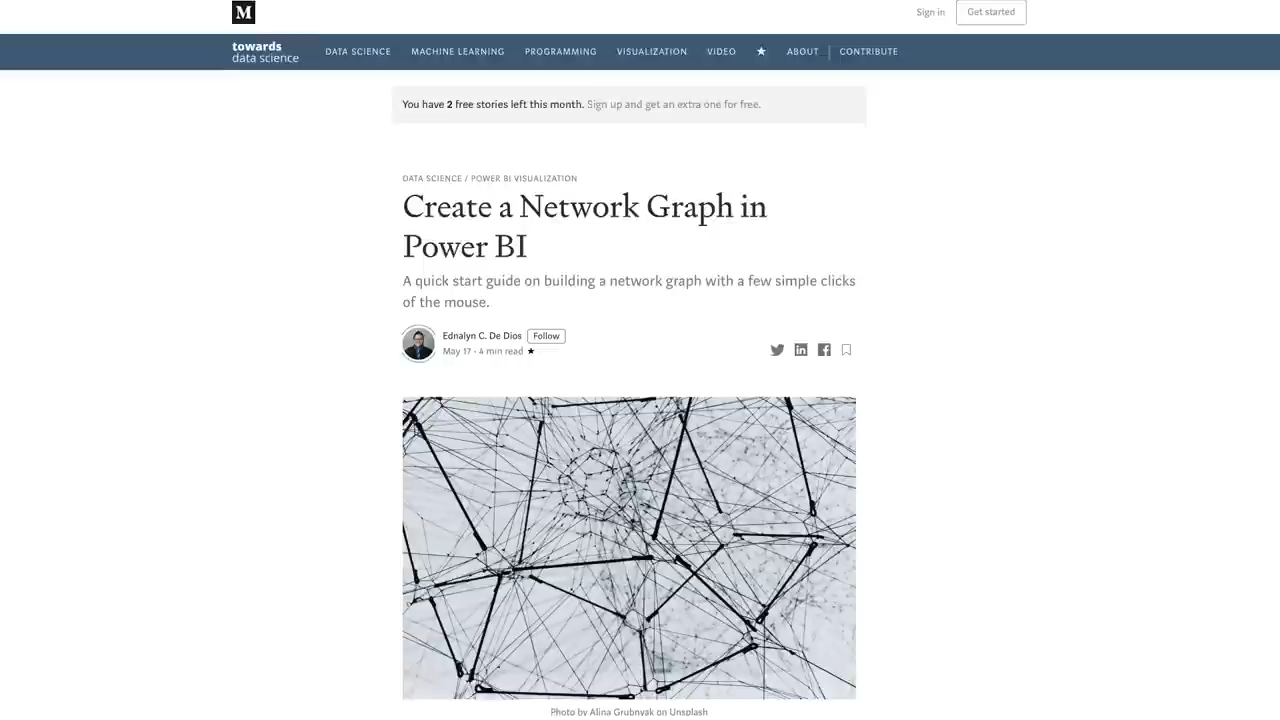 M
Sign in
Get started
towards
data science
DATA SCIENCE
MACHINE LEARNING
PROGRAMMING
VISUALIZATION
VIDEO
★
ABOUT
CONTRIBUTE
You have 2 free stories left this month. Sign up and get an extra one for free.
DATA SCIENCE / POWER BI VISUALIZATION
Create a Network Graph in
Power BI
A quick start guide on building a network graph with a few simple clicks
of the mouse.
Ednalyn C. De Dios
Follow
May 17 · 4 min read ★
Photo by Alina Grubnyak on Unsplash